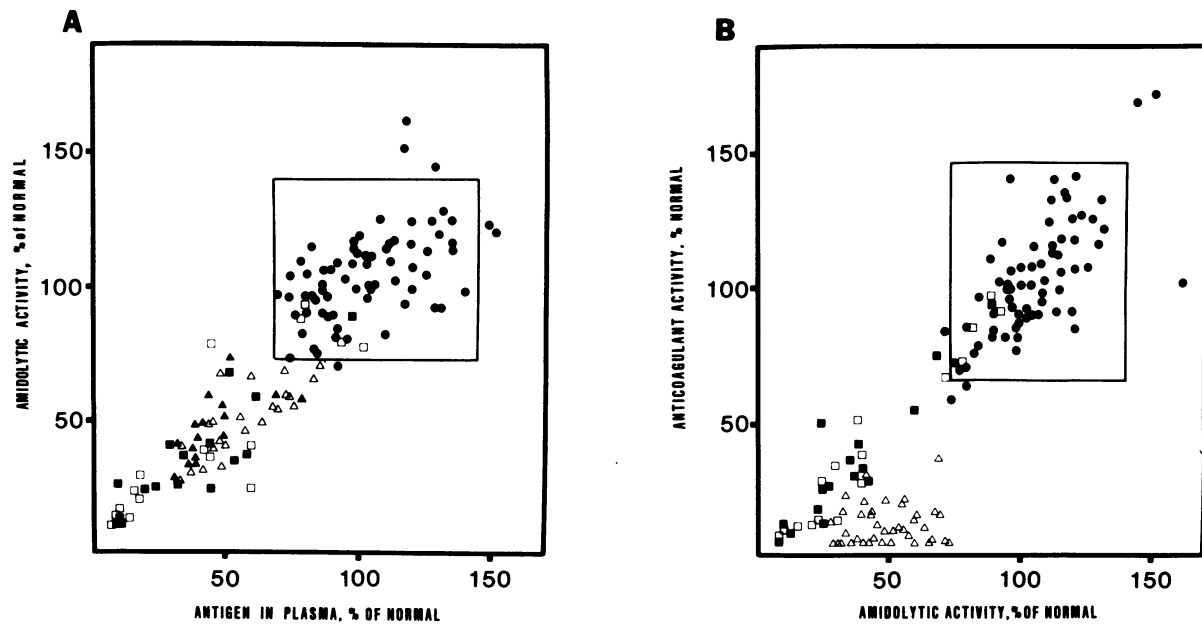 A
AMIDOLYTIC ACTIVITY, % of NORMAL
150
100
50
50 100 150
ANTIGEN IN PLASMA, % OF NORMAL
B
ANTICOAGULANT ACTIVITY, % NORMAL
150
100
50
50 100 150
AMIDOLYTIC ACTIVITY, % OF NORMAL